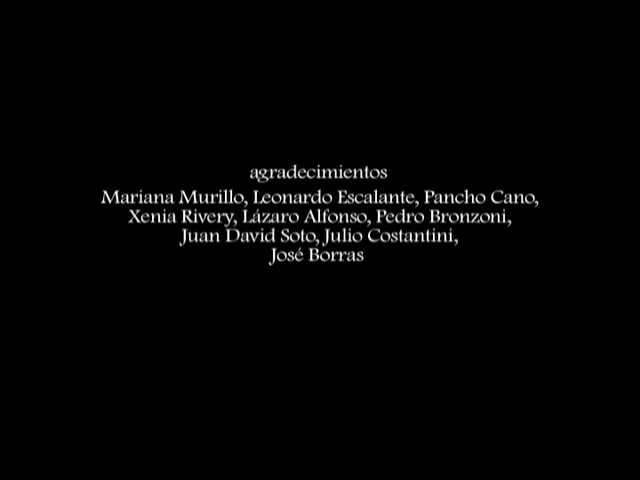 agradecimientos
Mariana Murillo, Leonardo Escalante, Pancho Cano,
Xenia Rivery, Lázaro Alfonso, Pedro Bronzoni,
Juan David Soto, Julio Costantini,
José Borras